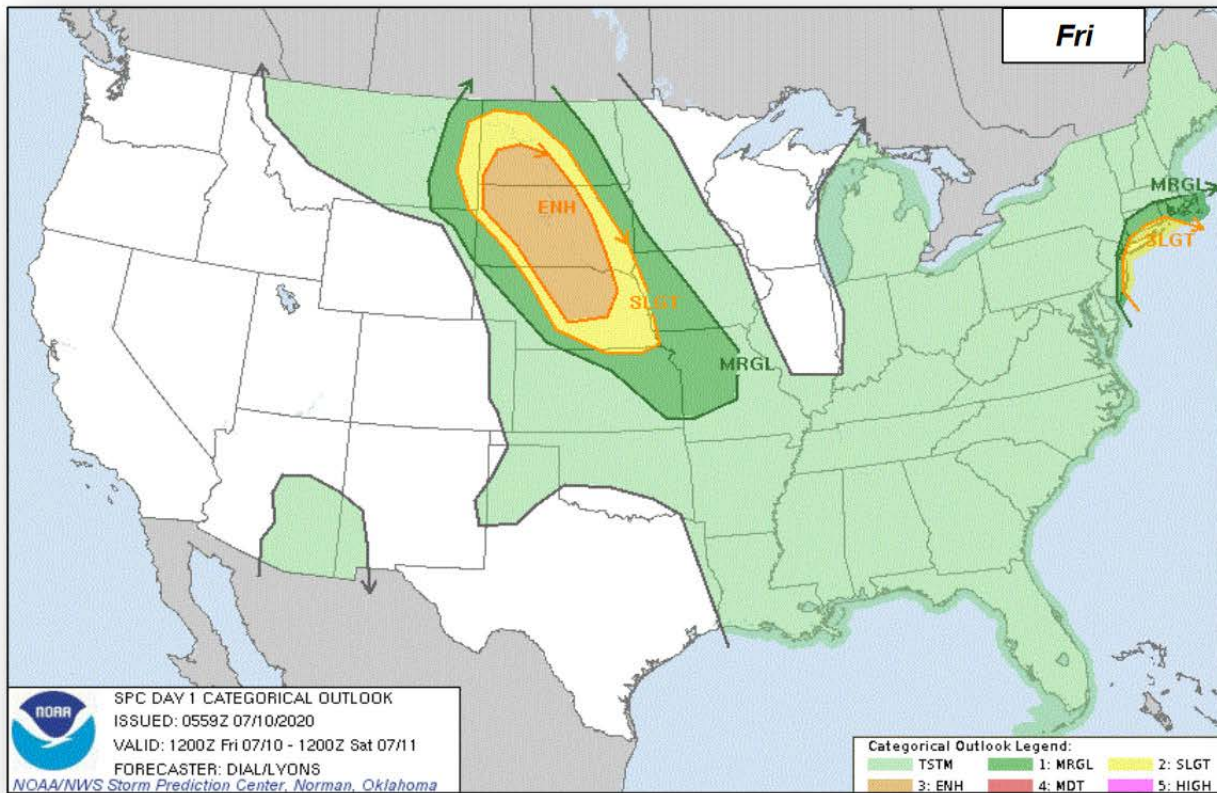 Fri
MRGL
ENH
SLGT
SLGT
MRGL
NOAA
SPC DAY 1 CATEGORICAL OUTLOOK
ISSUED: 0559Z 07/10/2020
VALID: 1200Z Fri 07/10 - 1200Z Sat 07/11
FORECASTER: DIAL/LYONS
NOAA/NWS Storm Prediction Center, Norman, Oklahoma
Categorical Outlook Legend:
TSTM 1: MRGL 2: SLGT
3: ENH 4: MDT 5: HIGH